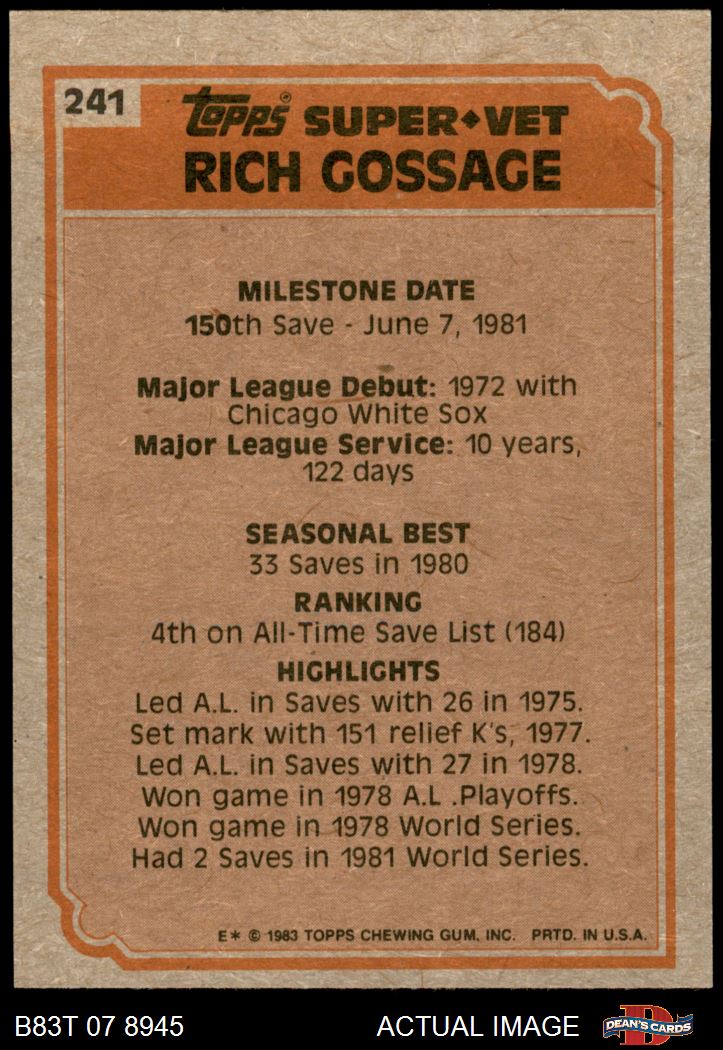 241
TOPPS® SUPER◆VET
RICH GOSSAGE
MILESTONE DATE
150th Save - June 7, 1981
Major League Debut: 1972 with
Chicago White Sox
Major League Service: 10 years,
122 days
SEASONAL BEST
33 Saves in 1980
RANKING
4th on All-Time Save List (184)
HIGHLIGHTS
Led A.L. in Saves with 26 in 1975.
Set mark with 151 relief K's, 1977.
Led A.L. in Saves with 27 in 1978.
Won game in 1978 A.L .Playoffs.
Won game in 1978 World Series.
Had 2 Saves in 1981 World Series.
E* © 1983 TOPPS CHEWING GUM, INC. PRTD. IN U.S.A.
B83T 07 8945 ACTUAL IMAGE D DEAN'S CARDS